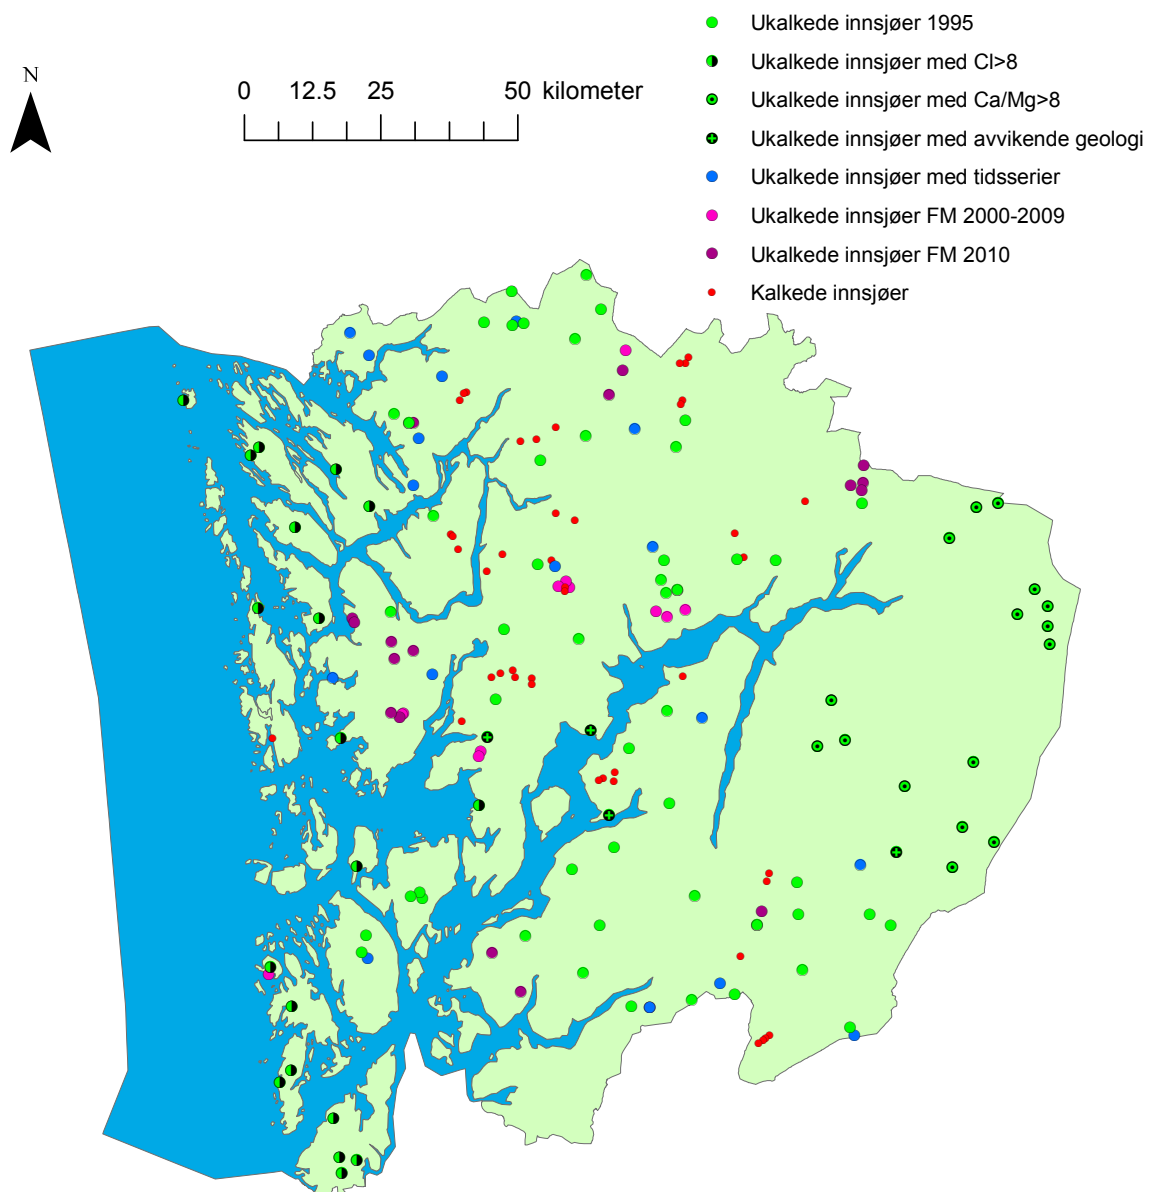 Ukalkede innsjøer 1995
Ukalkede innsjøer med Cl>8
N
0 12.5 25 50 kilometer
Ukalkede innsjøer med Ca/Mg>8
Ukalkede innsjøer med avvikende geologi
Ukalkede innsjøer med tidsserier
Ukalkede innsjøer FM 2000-2009
Ukalkede innsjøer FM 2010
Kalkede innsjøer